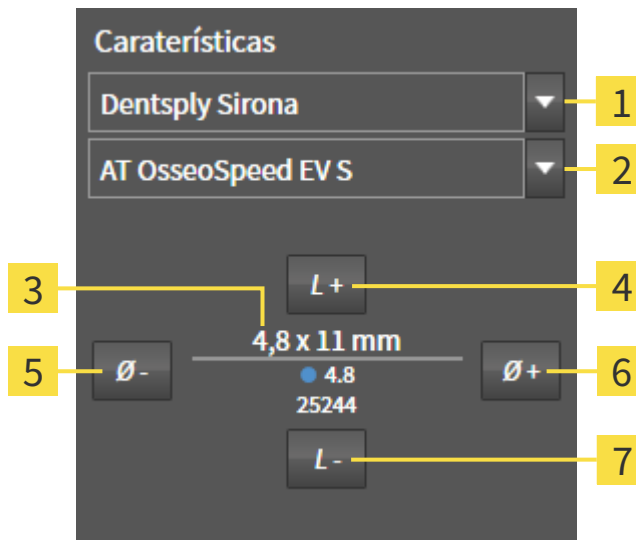 Caraterísticas
Dentsply Sirona
1
AT OsseoSpeed EV S
2
L +
4
3
4,8 x 11 mm
5
Ø -
4.8
Ø +
6
25244
L -
7